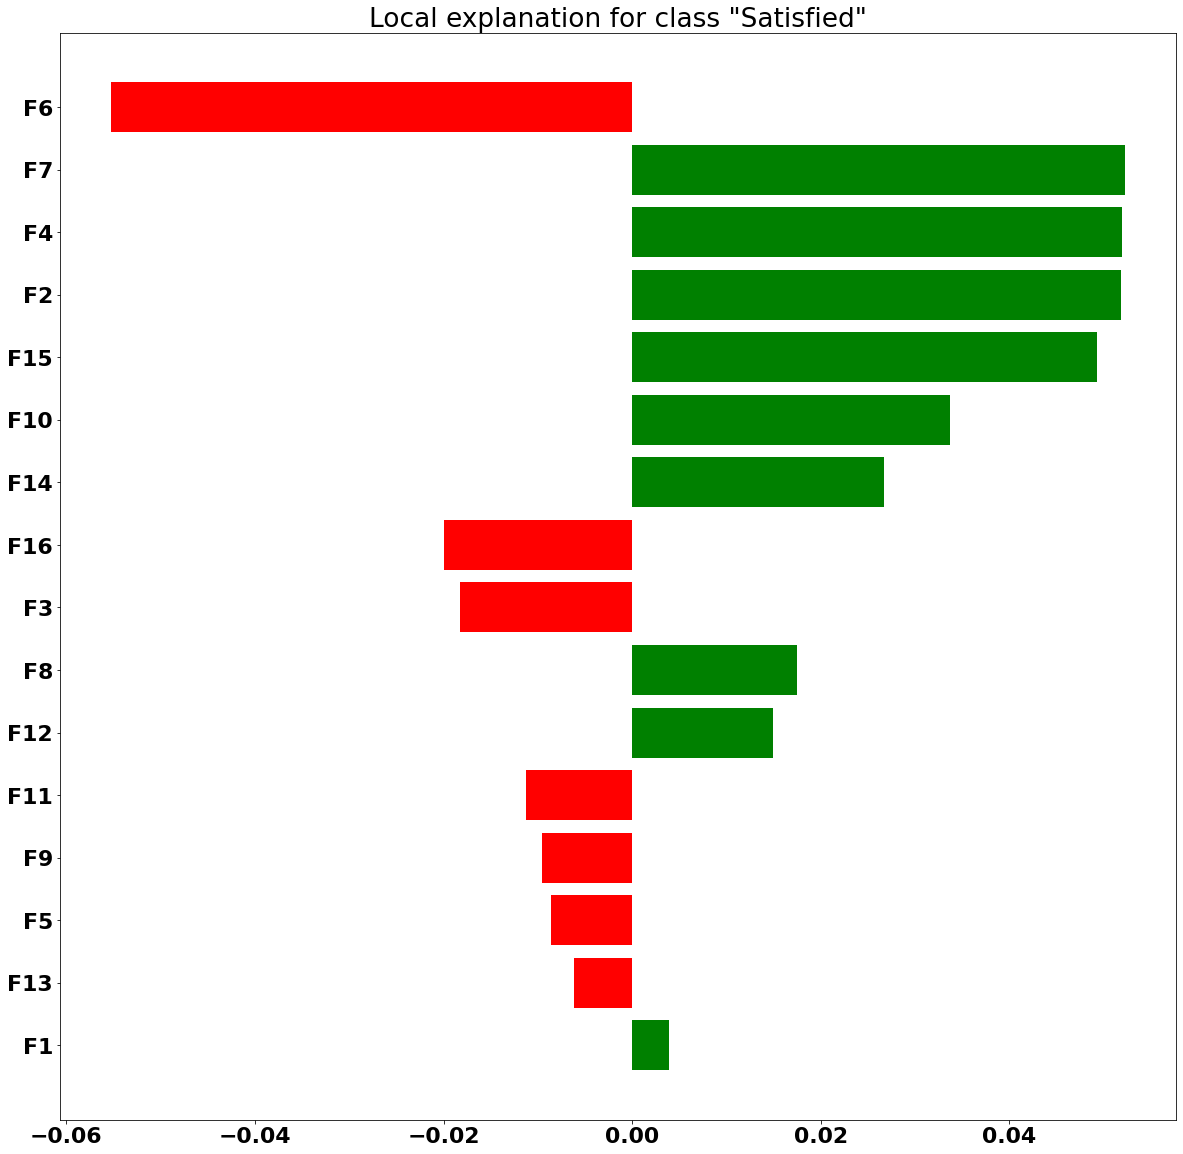 Local explanation for class "Satisfied"
F6
F7
F4
F2
F15
F10
F14
F16
F3
F8
F12
F11
F9
F5
F13
F1
−0.06 −0.04 −0.02 0.00 0.02 0.04